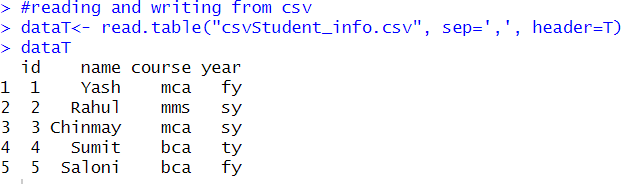 > #reading and writing from csv
> dataT<- read.table("csvStudent_info.csv", sep=',', header=T)
> dataT
  id    name course year
1  1    Yash    mca   fy
2  2   Rahul    mms   sy
3  3 Chinmay    mca   sy
4  4   Sumit    bca   ty
5  5  Saloni    bca   fy